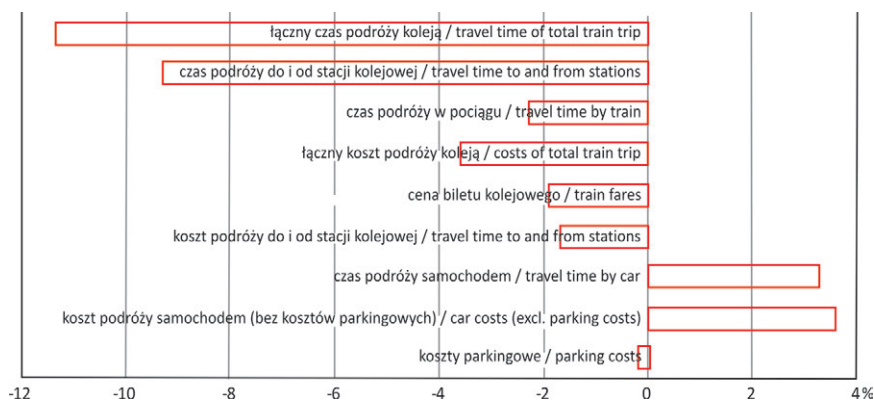 łączny czas podróży koleją / travel time of total train trip
czas podróży do i od stacji kolejowej / travel time to and from stations
czas podróży w pociągu / travel time by train
łączny koszt podróży koleją / costs of total train trip
cena biletu kolejowego / train fares
koszt podróży do i od stacji kolejowej / travel time to and from stations
czas podróży samochodem / travel time by car
koszt podróży samochodem (bez kosztów parkingowych) / car costs (excl. parking costs)
koszty parkingowe / parking costs
-12 -10 -8 -6 -4 -2 0 2 4%